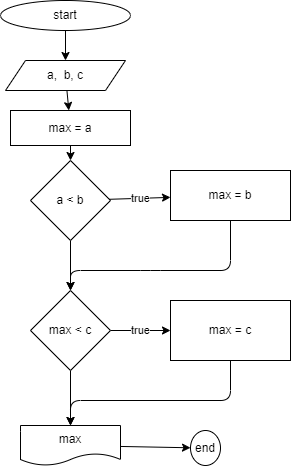 start
a, b, c
max = a
a < b
true
max = b
max < c
true
max = c
max
end